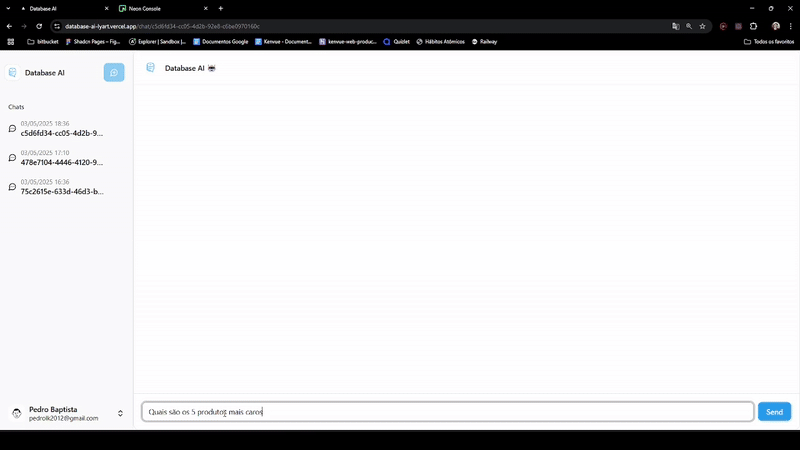 Database AI
Neon Console
database-ai-lyart.vercel.app/chat/c5d6fd34-cc05-4d2b-92e8-c6be0970160c
bitbucket
Shadcn Pages – Fig...
Explorer | Sandbox |...
Documentos Google
Kenvue - Document...
kenvue-web-produc...
Quizlet
Hábitos Atômicos
Railway
Todos os favoritos
Database AI
Database AI
Chats
03/05/2025 18:36
c5d6fd34-cc05-4d2b-9...
03/05/2025 17:10
478e7104-4446-4120-9...
03/05/2025 16:36
75c2615e-633d-46d3-b...
Pedro Baptista
pedrolk2012@gmail.com
Quais são os 5 produtos mais caros
Send